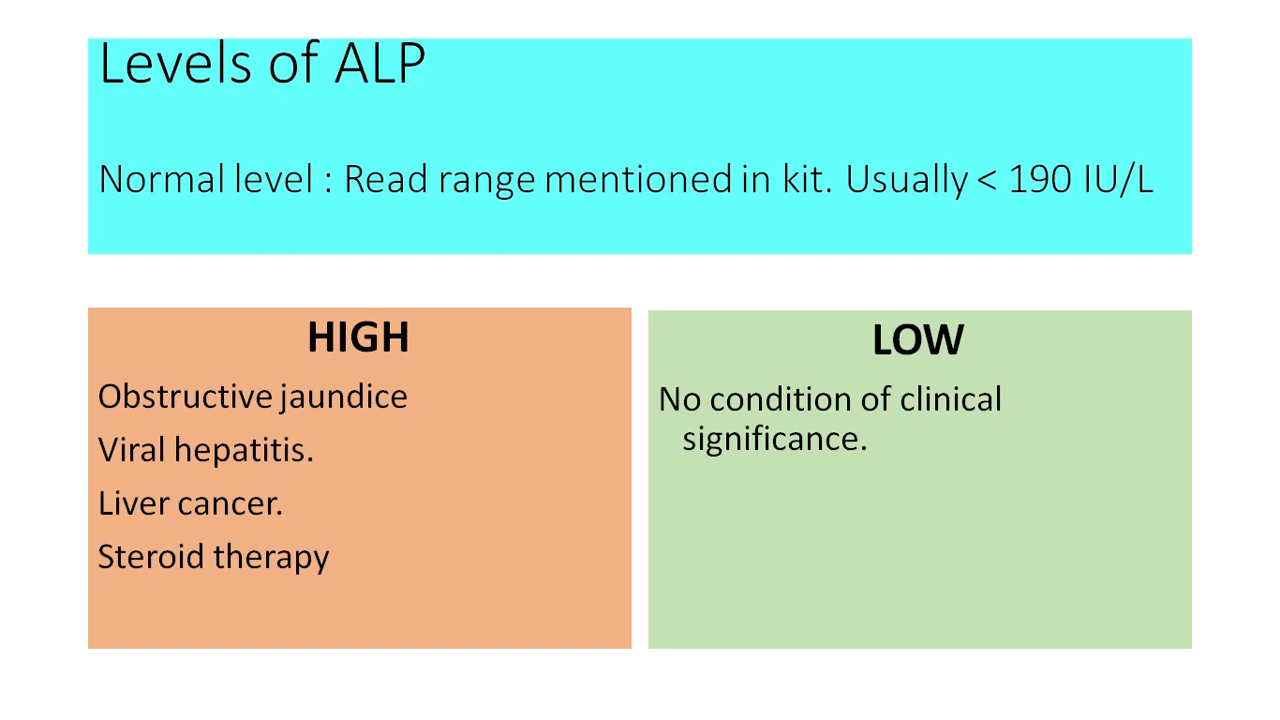 Levels of ALP
Normal level : Read range mentioned in kit. Usually < 190 IU/L
HIGH
Obstructive jaundice
Viral hepatitis.
Liver cancer.
Steroid therapy
LOW
No condition of clinical
significance.